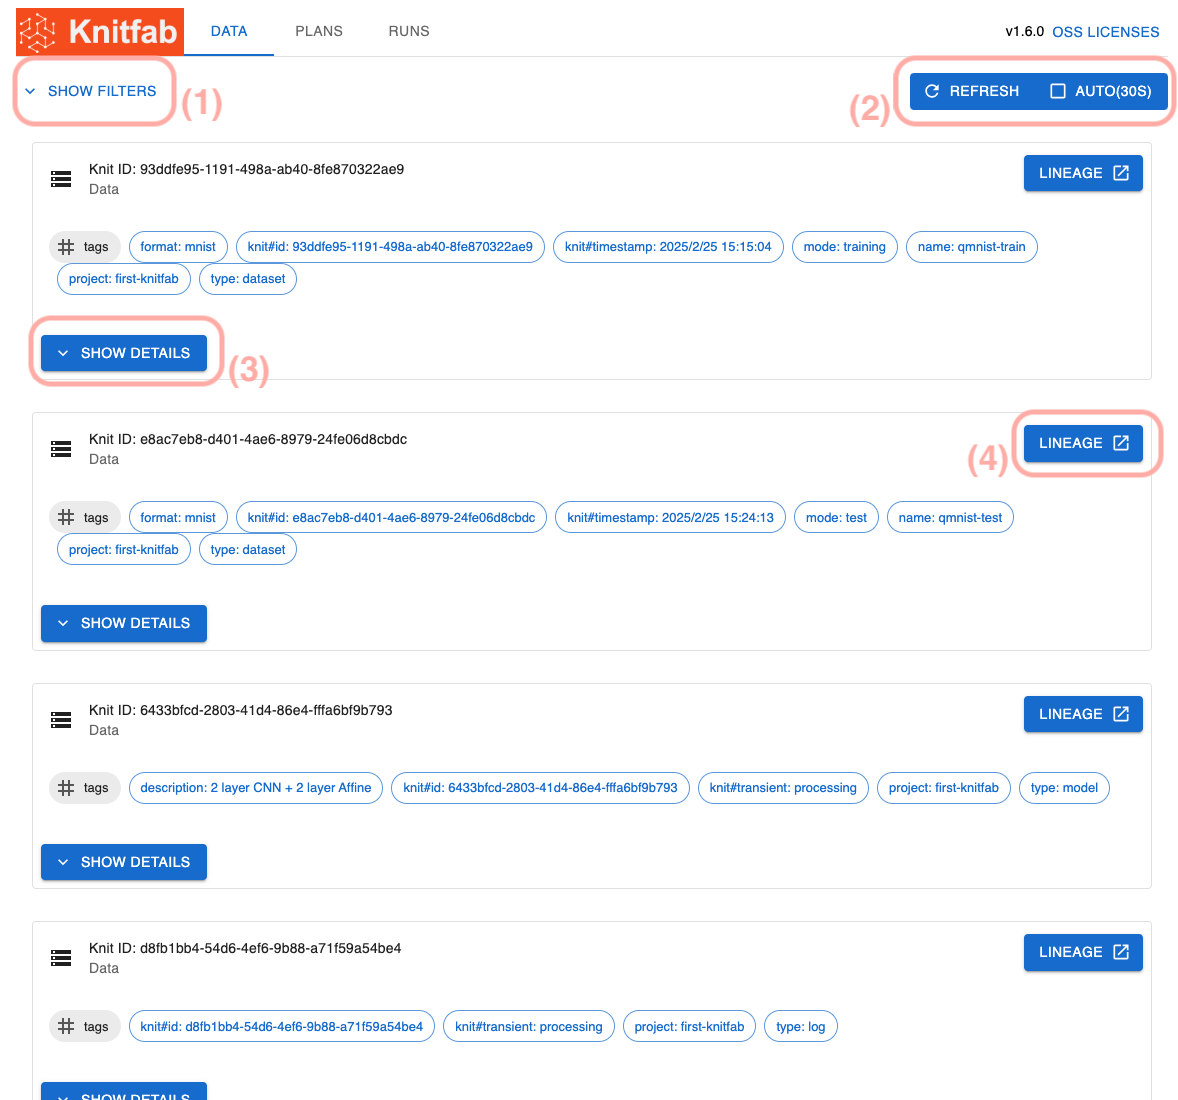 Knitfab DATA PLANS RUNS v1.6.0 OSS LICENSES
SHOW FILTERS (1) (2) REFRESH AUTO(30S)
Knit ID: 93ddfe95-1191-498a-ab40-8fe870322ae9 LINEAGE
Data
tags format: mnist knit#id: 93ddfe95-1191-498a-ab40-8fe870322ae9 knit#timestamp: 2025/2/25 15:15:04 mode: training name: qmnist-train
project: first-knitfab type: dataset
SHOW DETAILS (3)
Knit ID: e8ac7eb8-d401-4ae6-8979-24fe06d8cbdc (4) LINEAGE
Data
tags format: mnist knit#id: e8ac7eb8-d401-4ae6-8979-24fe06d8cbdc knit#timestamp: 2025/2/25 15:24:13 mode: test name: qmnist-test
project: first-knitfab type: dataset
SHOW DETAILS
Knit ID: 6433bfcd-2803-41d4-86e4-fffa6bf9b793 LINEAGE
Data
tags description: 2 layer CNN + 2 layer Affine knit#id: 6433bfcd-2803-41d4-86e4-fffa6bf9b793 knit#transient: processing project: first-knitfab type: model
SHOW DETAILS
Knit ID: d8fb1bb4-54d6-4ef6-9b88-a71f59a54be4 LINEAGE
Data
tags knit#id: d8fb1bb4-54d6-4ef6-9b88-a71f59a54be4 knit#transient: processing project: first-knitfab type: log
SHOW DETAILS